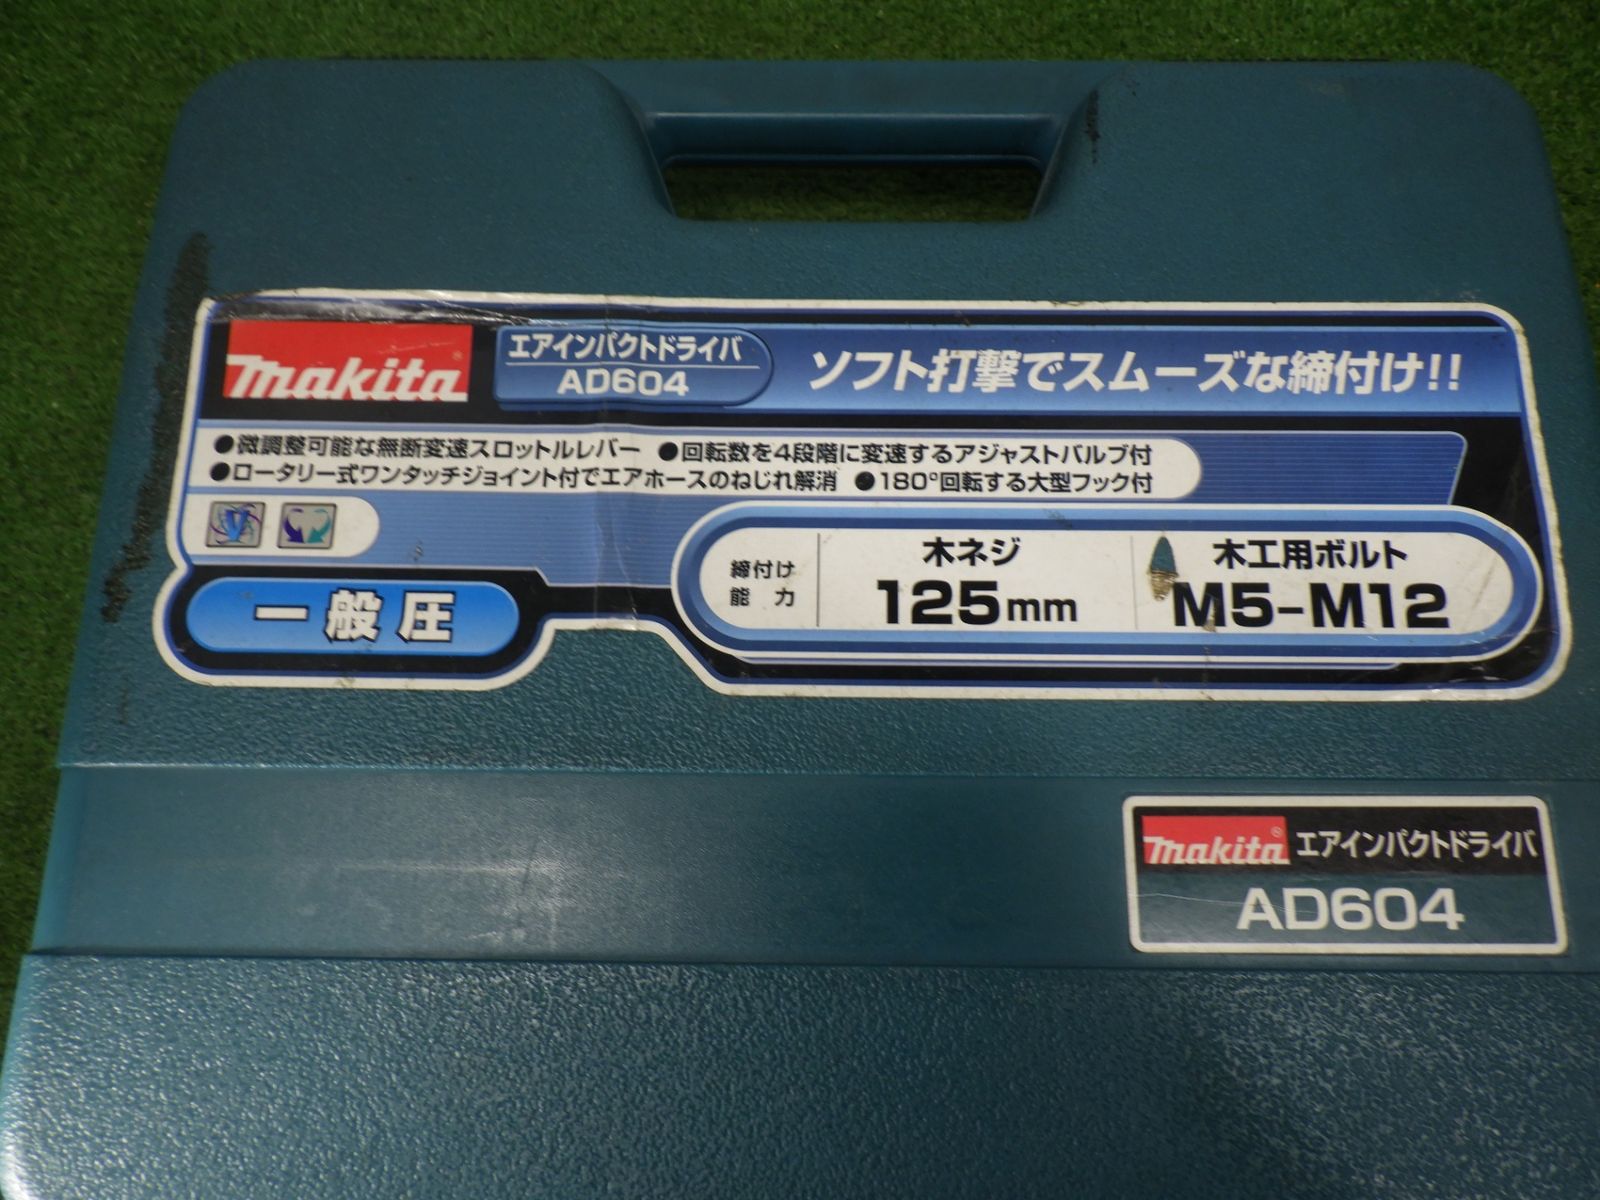 makita
エアインパクトドライバ
AD604
ソフト打撃でスムーズな締付け!!
●微調整可能な無断変速スロットルレバー ●回転数を4段階に変速するアジャストバルブ付
●ロータリー式ワンタッチジョイント付でエアホースのねじれ解消 ●180°回転する大型フック付
V
一般圧
締付け
能力
木ネジ
125mm
木工用ボルト
M5-M12
makita® エアインパクトドライバ
AD604